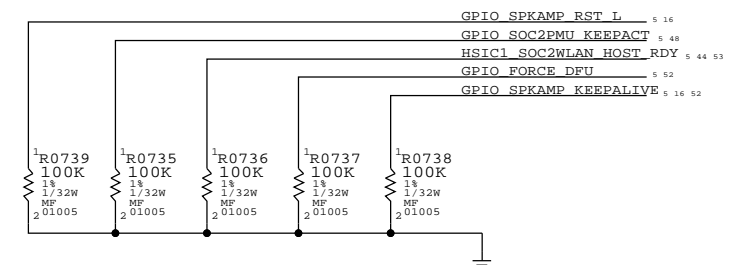 GPIO_SPKAMP_RST_L 5 16
GPIO_SOC2PMU_KEEPACT 5 48
HSIC1_SOC2WLAN_HOST_RDY 5 44 53
GPIO_FORCE_DFU 5 52
GPIO_SPKAMP_KEEPALIVE 5 16 52
1 R0739 1 R0735 1 R0736 1 R0737 1 R0738
100K 100K 100K 100K 100K
1% 1% 1% 1% 1%
1/32W 1/32W 1/32W 1/32W 1/32W
MF MF MF MF MF
2 01005 2 01005 2 01005 2 01005 2 01005